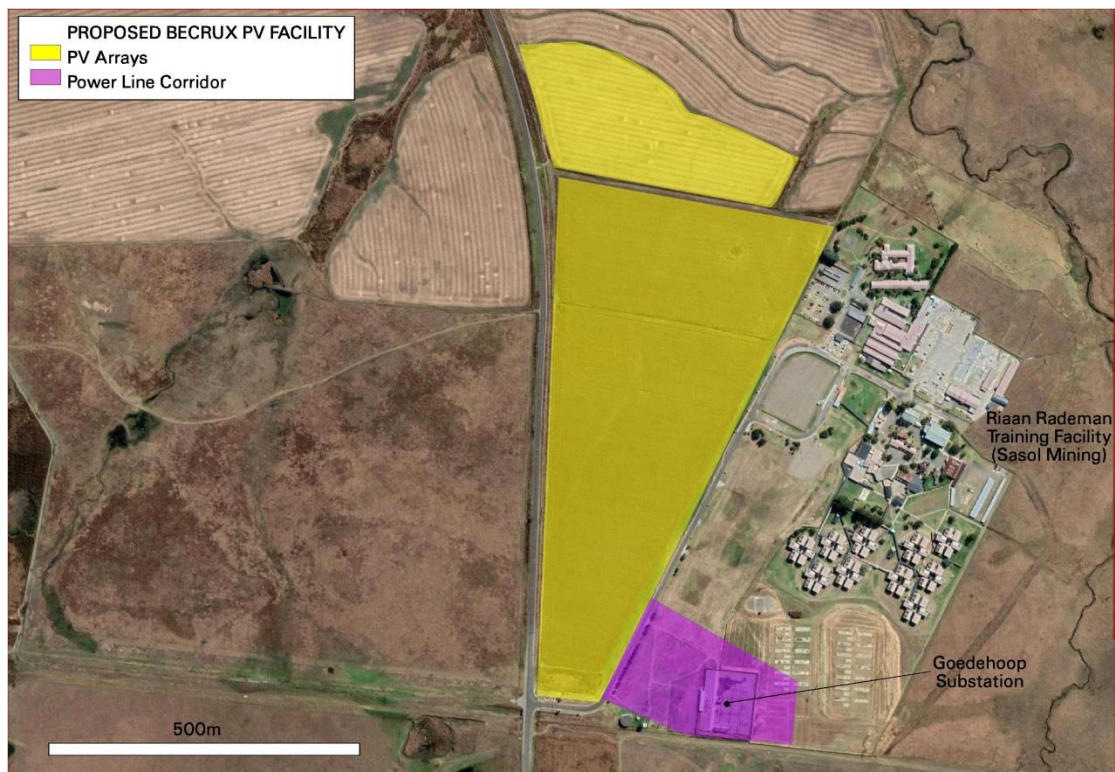 PROPOSED BECRUX PV FACILITY
PV Arrays
Power Line Corridor
Riaan Rademan
Training Facility
(Sasol Mining)
Goedehoop
Substation
500m